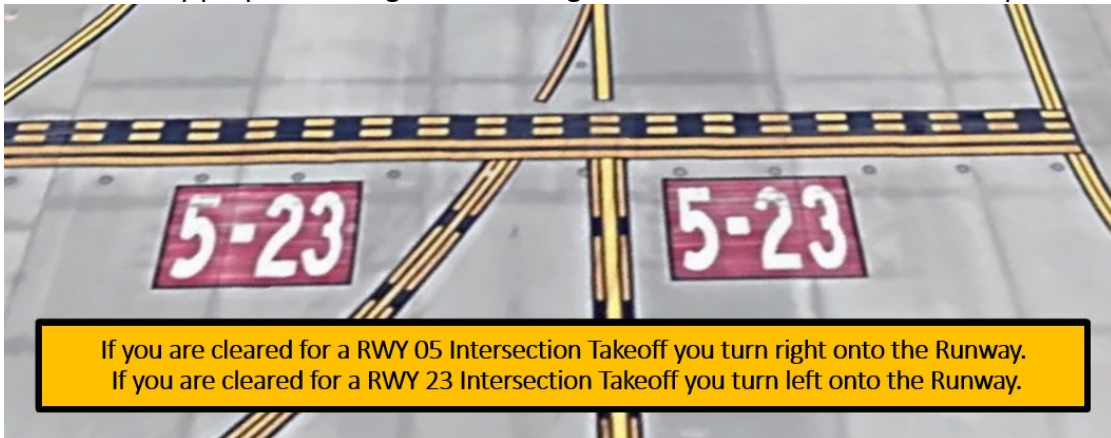 5-23 5-23
If you are cleared for a RWY 05 Intersection Takeoff you turn right onto the Runway.
If you are cleared for a RWY 23 Intersection Takeoff you turn left onto the Runway.